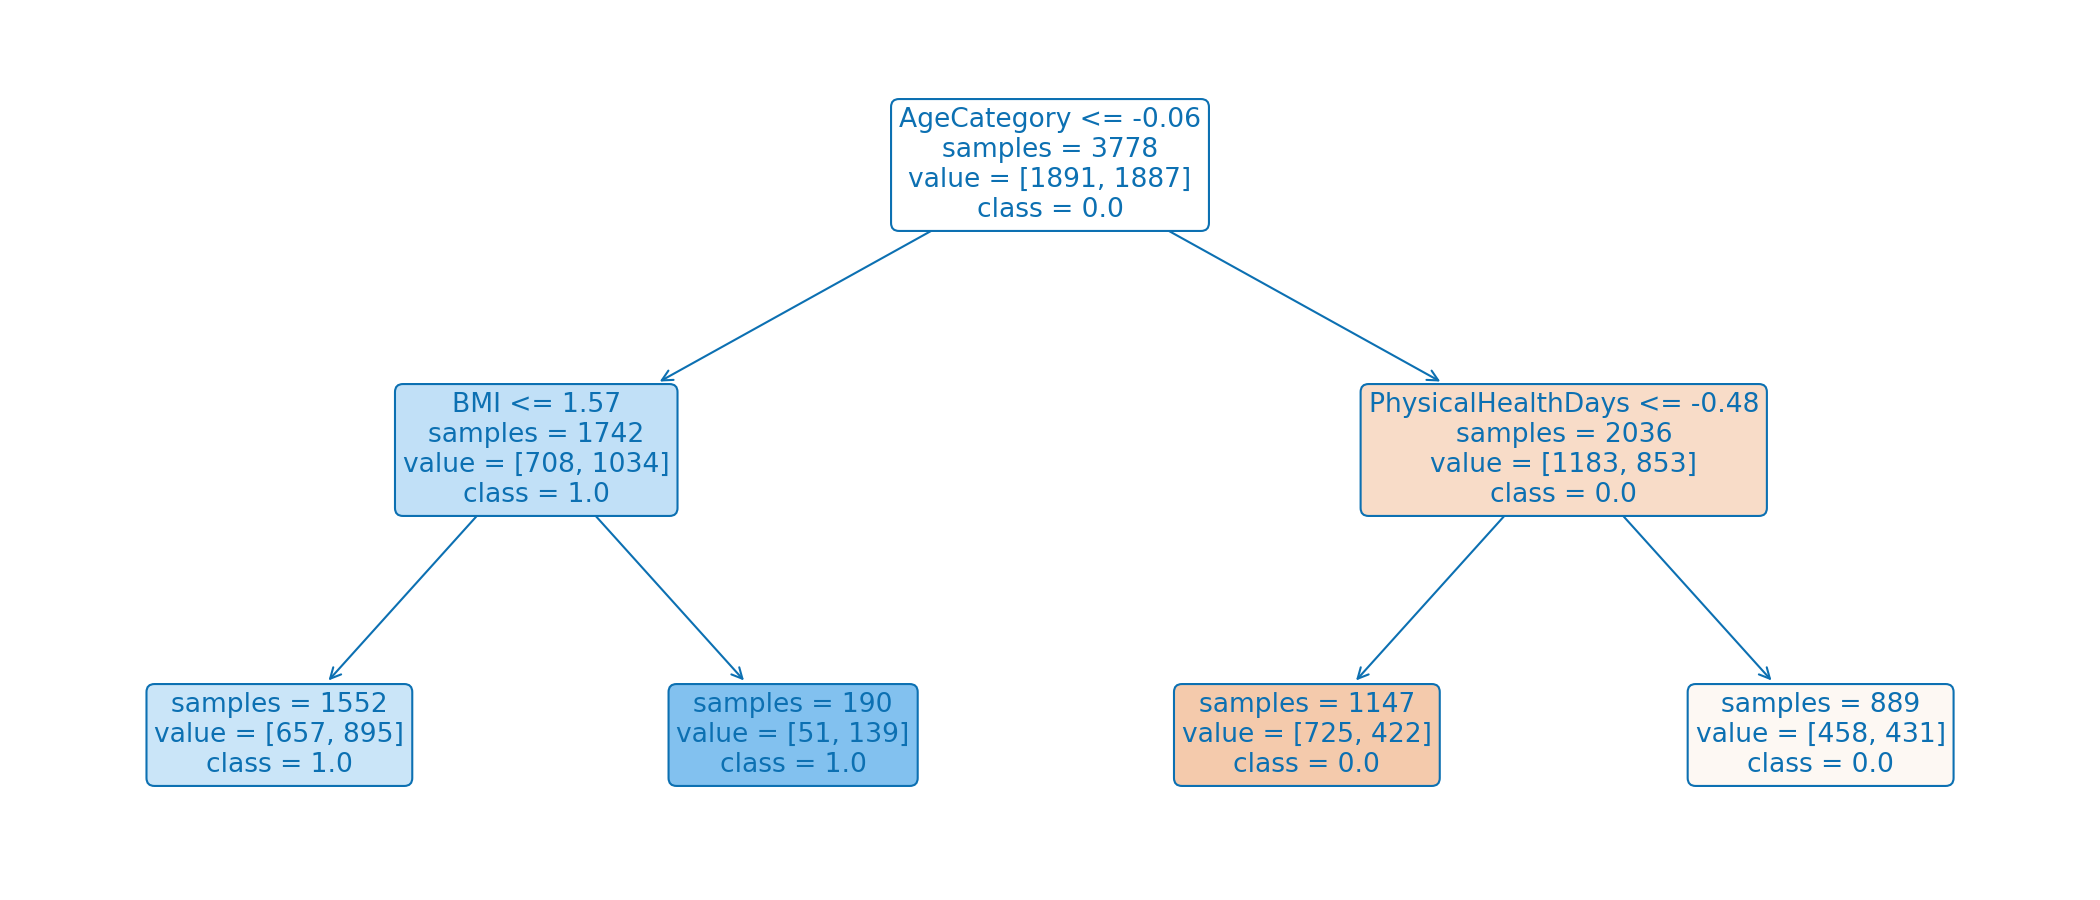 AgeCategory <= -0.06
samples = 3778
value = [1891, 1887]
class = 0.0
BMI <= 1.57
samples = 1742
value = [708, 1034]
class = 1.0
PhysicalHealthDays <= -0.48
samples = 2036
value = [1183, 853]
class = 0.0
samples = 1552
value = [657, 895]
class = 1.0
samples = 190
value = [51, 139]
class = 1.0
samples = 1147
value = [725, 422]
class = 0.0
samples = 889
value = [458, 431]
class = 0.0